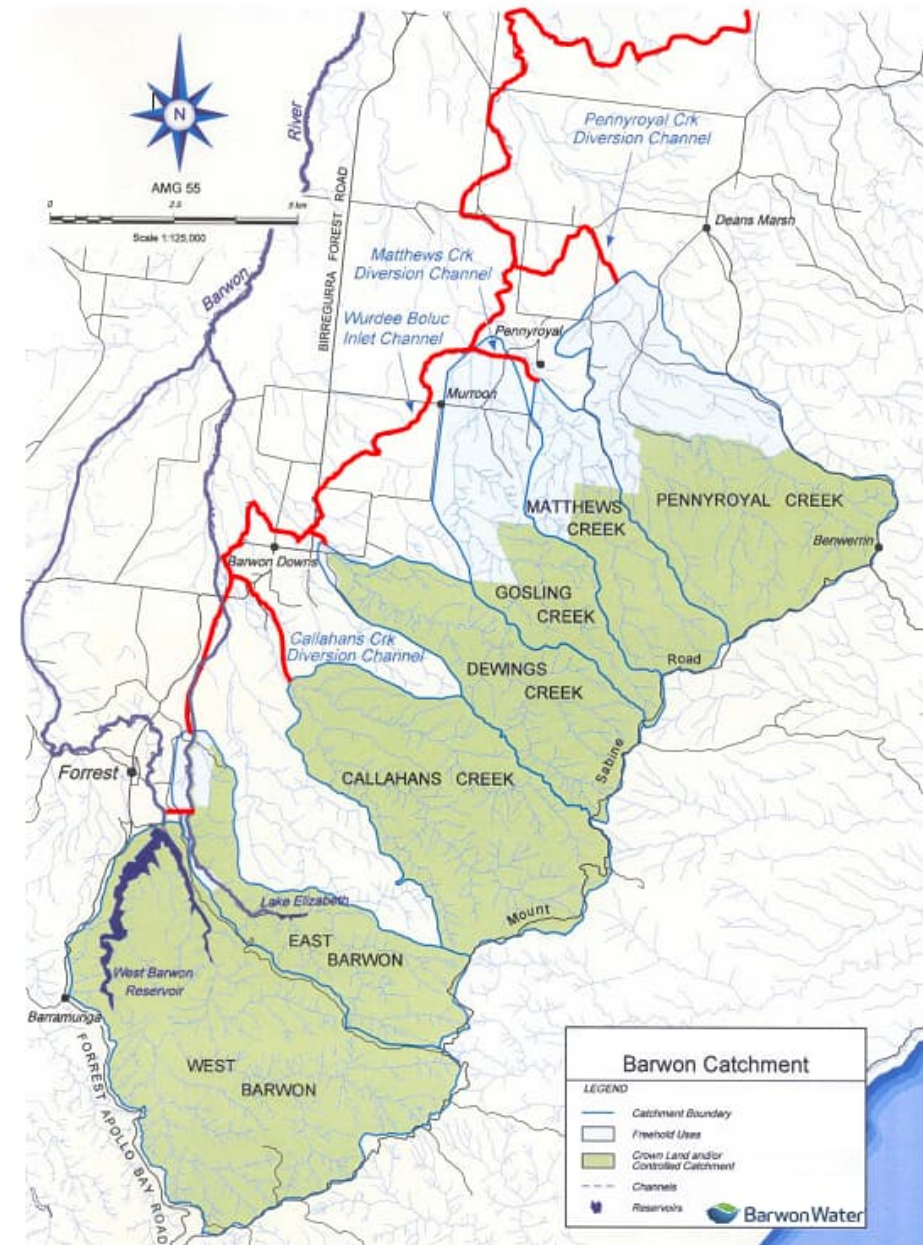 River
N
AMG 55
0 2.5 5 km
Scale 1:125,000
BIRREGURRA FOREST ROAD
Pennyroyal Crk
Diversion Channel
Deans Marsh
Matthews Crk
Diversion Channel
Barwon
Wurdee Boluc
Inlet Channel
Pennyroyal
Murroon
MATTHEWS
CREEK
PENNYROYAL CREEK
Benwerrin
Barwon Downs
GOSLING
CREEK
Callahans Crk
Diversion Channel
DEWINGS
CREEK
Road
Sabine
Forrest
CALLAHANS CREEK
Mount
Lake Elizabeth
EAST
BARWON
West Barwon
Reservoir
Barramunga
FORREST APOLLO BAY ROAD
WEST
BARWON
Barwon Catchment
LEGEND
Catchment Boundary
Freehold Uses
Crown Land and/or
Controlled Catchment
Channels
Reservoirs
BarwonWater